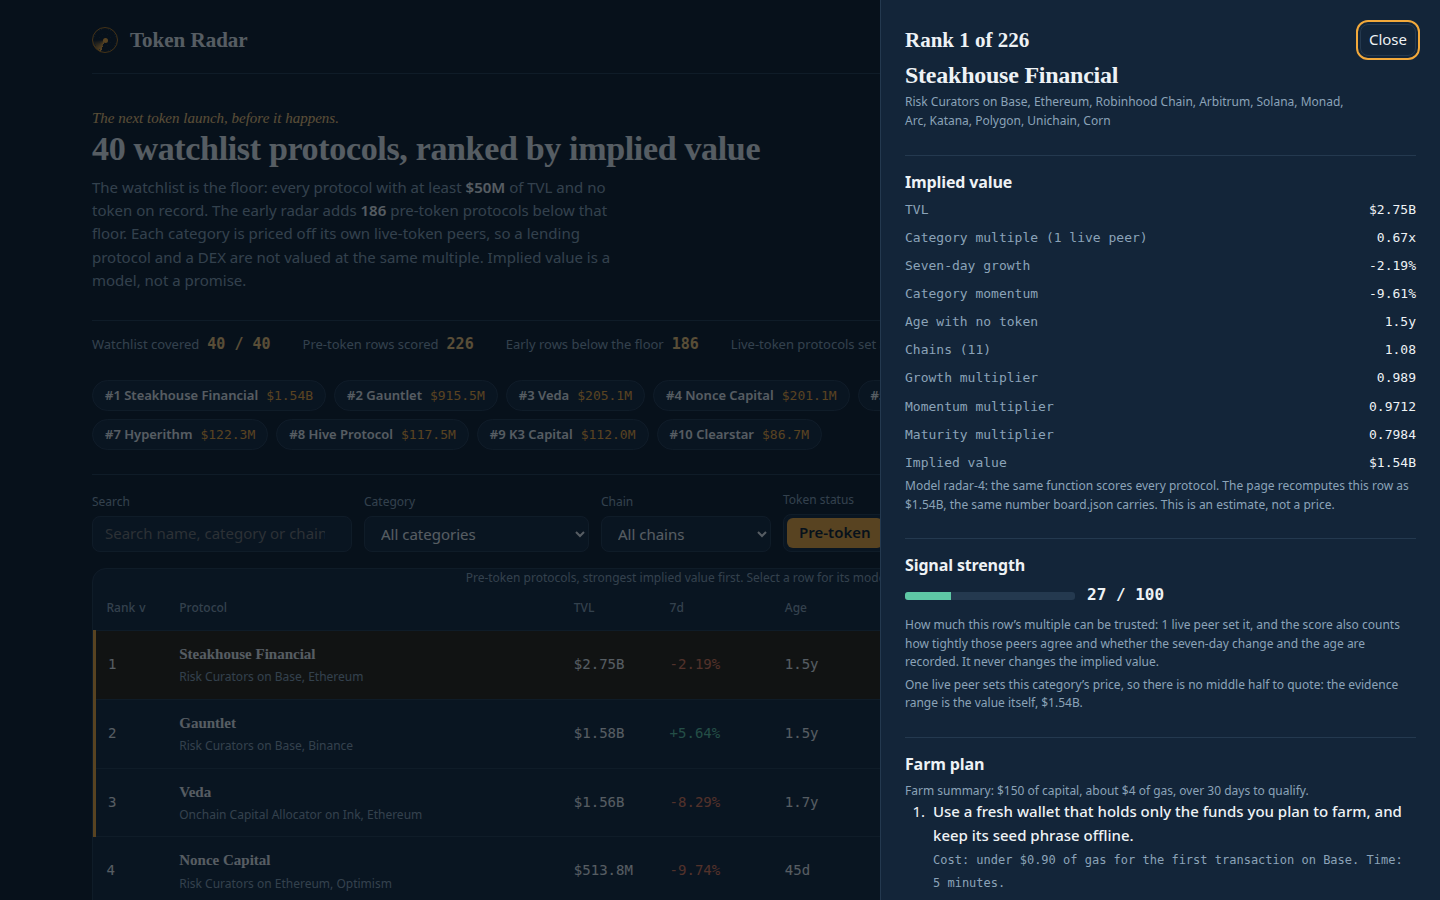 Token Radar
The next token launch, before it happens.
40 watchlist protocols, ranked by implied value
The watchlist is the floor: every protocol with at least $50M of TVL and no
token on record. The early radar adds 186 pre-token protocols below that
floor. Each category is priced off its own live-token peers, so a lending
protocol and a DEX are not valued at the same multiple. Implied value is a
model, not a promise.
Watchlist covered 40 / 40 Pre-token rows scored 226 Early rows below the floor 186 Live-token protocols set
#1 Steakhouse Financial $1.54B #2 Gauntlet $915.5M #3 Veda $205.1M #4 Nonce Capital $201.1M #
#7 Hyperithm $122.3M #8 Hive Protocol $117.5M #9 K3 Capital $112.0M #10 Clearstar $86.7M
Search Category Chain Token status
Search name, category or chain All categories All chains Pre-token
Pre-token protocols, strongest implied value first. Select a row for its mod
Rank v Protocol TVL 7d Age
1 Steakhouse Financial $2.75B -2.19% 1.5y
Risk Curators on Base, Ethereum
2 Gauntlet $1.58B +5.64% 1.5y
Risk Curators on Base, Binance
3 Veda $1.56B -8.29% 1.7y
Onchain Capital Allocator on Ink, Ethereum
4 Nonce Capital $513.8M -9.74% 45d
Risk Curators on Ethereum, Optimism
Rank 1 of 226
Close
Steakhouse Financial
Risk Curators on Base, Ethereum, Robinhood Chain, Arbitrum, Solana, Monad,
Arc, Katana, Polygon, Unichain, Corn
Implied value
TVL $2.75B
Category multiple (1 live peer) 0.67x
Seven-day growth -2.19%
Category momentum -9.61%
Age with no token 1.5y
Chains (11) 1.08
Growth multiplier 0.989
Momentum multiplier 0.9712
Maturity multiplier 0.7984
Implied value $1.54B
Model radar-4: the same function scores every protocol. The page recomputes this row as
$1.54B, the same number board.json carries. This is an estimate, not a price.
Signal strength
27 / 100
How much this row's multiple can be trusted: 1 live peer set it, and the score also counts
how tightly those peers agree and whether the seven-day change and the age are
recorded. It never changes the implied value.
One live peer sets this category's price, so there is no middle half to quote: the evidence
range is the value itself, $1.54B.
Farm plan
Farm summary: $150 of capital, about $4 of gas, over 30 days to qualify.
1. Use a fresh wallet that holds only the funds you plan to farm, and
keep its seed phrase offline.
Cost: under $0.90 of gas for the first transaction on Base. Time:
5 minutes.